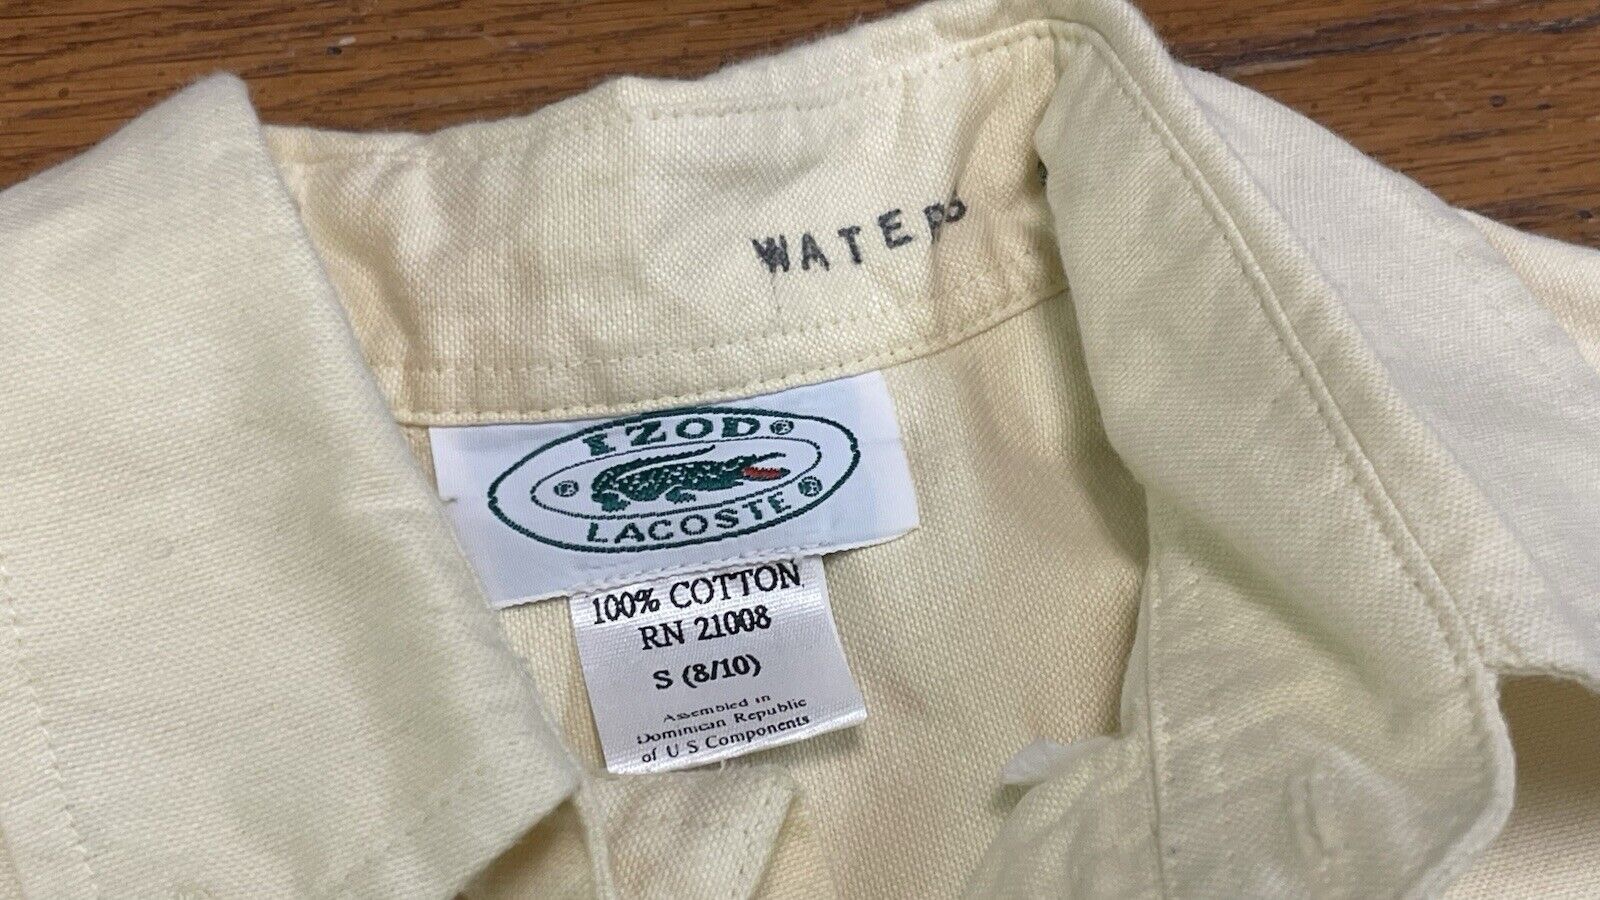 WATERS
IZOD®
® ®
LACOSTE
100% COTTON
RN 21008
S (8/10)
Assembled in
Dominican Republic
of U S Components